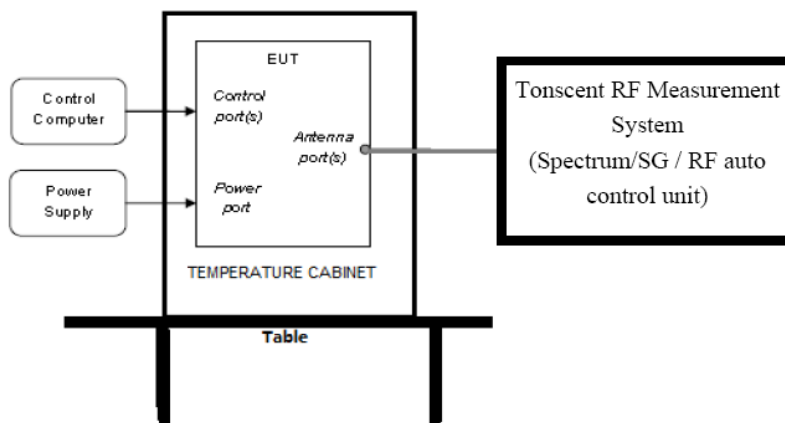 EUT
Control
port(s)
Antenna
port(s)
Power
port
Control
Computer
Power
Supply
TEMPERATURE CABINET
Table
Tonscent RF Measurement
System
(Spectrum/SG / RF auto
control unit)